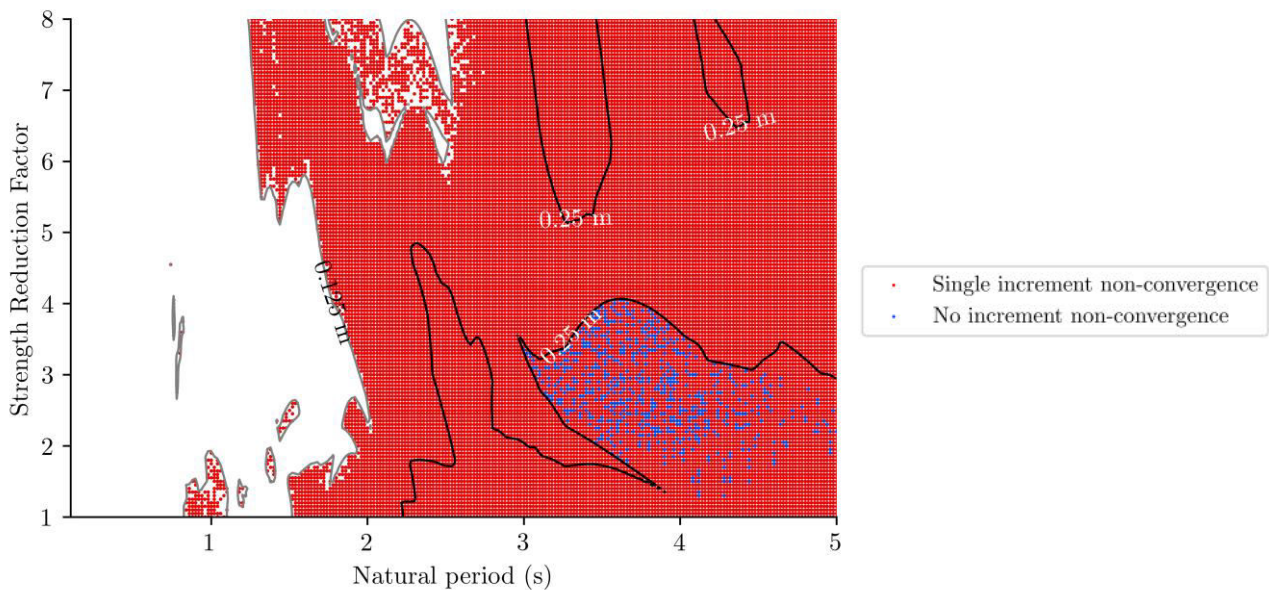 8
7
6
5
4
3
2
1
Strength Reduction Factor
0.25 m
0.25 m
0.125 m
0.25 m
1
2
3
4
5
Natural period (s)
Single increment non-convergence
No increment non-convergence